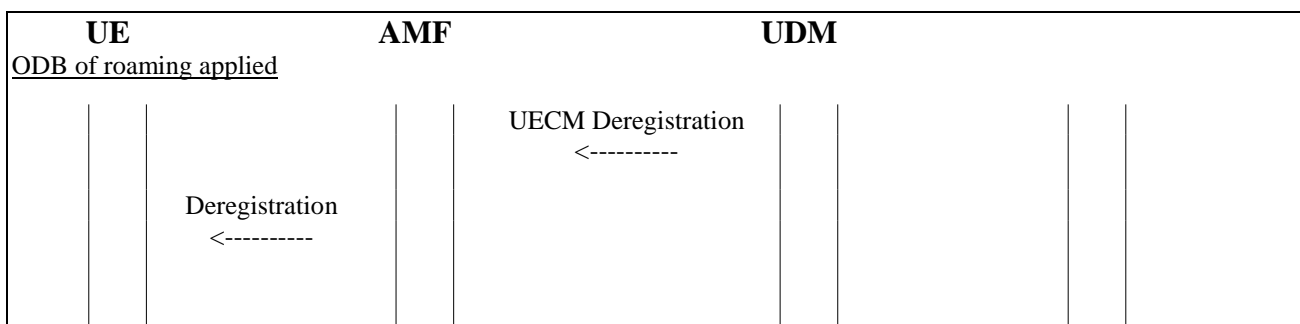 UE AMF UDM
ODB of roaming applied
UECM Deregistration
<----------
Deregistration
<----------